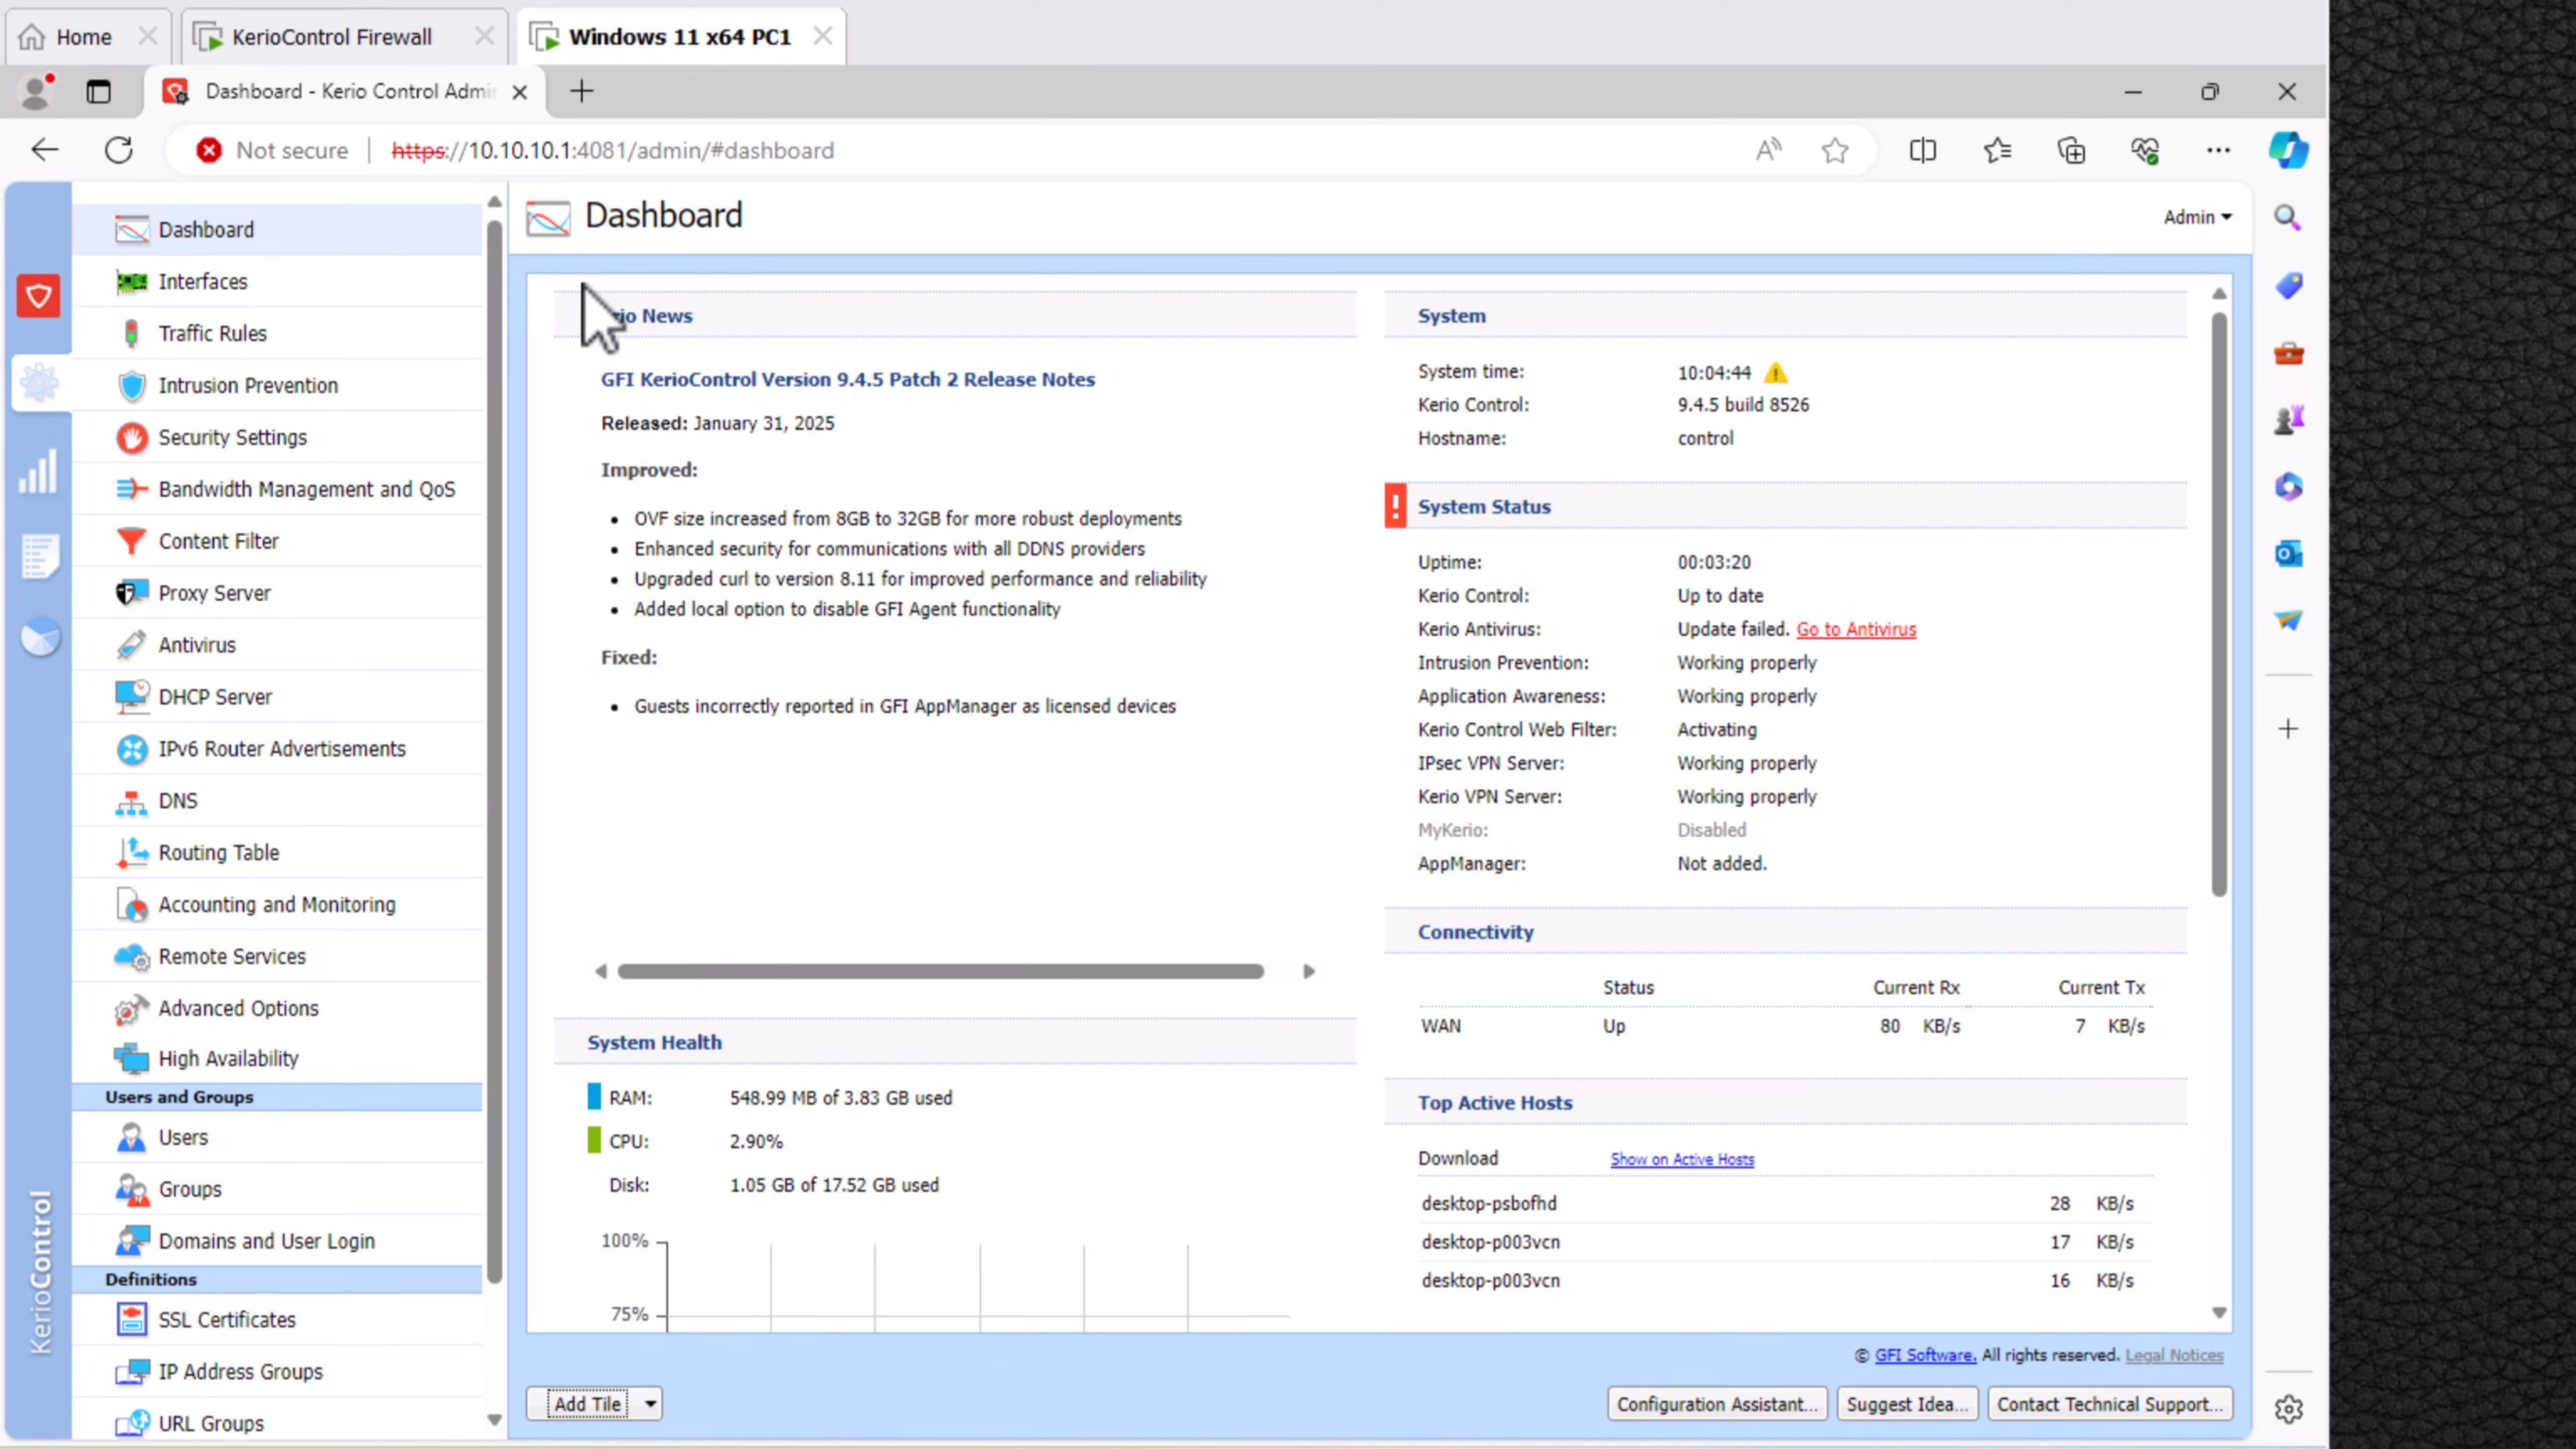 Home
KerioControl Firewall
Windows 11 x64 PC1
Dashboard - Kerio Control Admi
Not secure
https://10.10.10.1:4081/admin/#dashboard
Dashboard
Interfaces
Traffic Rules
Intrusion Prevention
Security Settings
Bandwidth Management and QoS
Content Filter
Proxy Server
Antivirus
DHCP Server
IPv6 Router Advertisements
DNS
Routing Table
Accounting and Monitoring
Remote Services
Advanced Options
High Availability
Users and Groups
Users
Groups
Domains and User Login
Definitions
SSL Certificates
IP Address Groups
URL Groups
KerioControl
Dashboard
Admin
News
GFI KerioControl Version 9.4.5 Patch 2 Release Notes
Released: January 31, 2025
Improved:
• OVF size increased from 8GB to 32GB for more robust deployments
• Enhanced security for communications with all DDNS providers
• Upgraded curl to version 8.11 for improved performance and reliability
• Added local option to disable GFI Agent functionality
Fixed:
• Guests incorrectly reported in GFI AppManager as licensed devices
System Health
RAM: 548.99 MB of 3.83 GB used
CPU: 2.90%
Disk: 1.05 GB of 17.52 GB used
100%
75%
System
System time: 10:04:44
Kerio Control: 9.4.5 build 8526
Hostname: control
System Status
Uptime: 00:03:20
Kerio Control: Up to date
Kerio Antivirus: Update failed. Go to Antivirus
Intrusion Prevention: Working properly
Application Awareness: Working properly
Kerio Control Web Filter: Activating
IPsec VPN Server: Working properly
Kerio VPN Server: Working properly
MyKerio: Disabled
AppManager: Not added.
Connectivity
Status Current Rx Current Tx
WAN Up 80 KB/s 7 KB/s
Top Active Hosts
Download Show on Active Hosts
desktop-psbofhd 28 KB/s
desktop-p003vcn 17 KB/s
desktop-p003vcn 16 KB/s
© GFI Software. All rights reserved. Legal Notices
Add Tile
Configuration Assistant...
Suggest Idea...
Contact Technical Support...